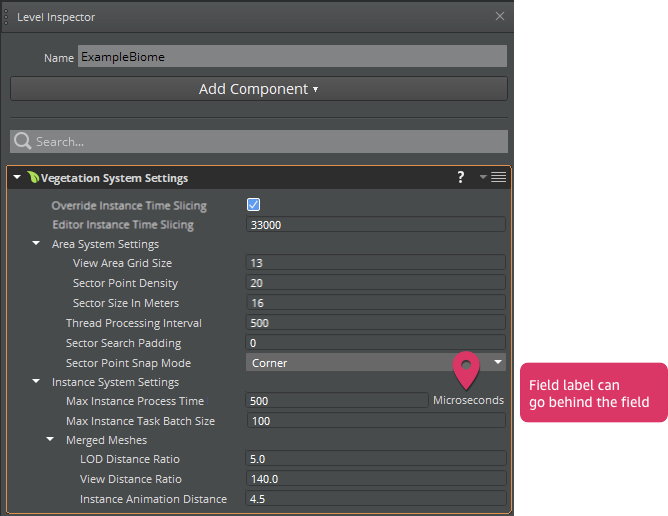 Level Inspector
Name ExampleBiome
Add Component
Search...
Vegetation System Settings ?
Override Instance Time Slicing
Editor Instance Time Slicing 33000
Area System Settings
View Area Grid Size 13
Sector Point Density 20
Sector Size In Meters 16
Thread Processing Interval 500
Sector Search Padding 0
Sector Point Snap Mode Corner
Instance System Settings
Max Instance Process Time 500 Microseconds
Max Instance Task Batch Size 100
Merged Meshes
LOD Distance Ratio 5.0
View Distance Ratio 140.0
Instance Animation Distance 4.5
Field label can
go behind the field